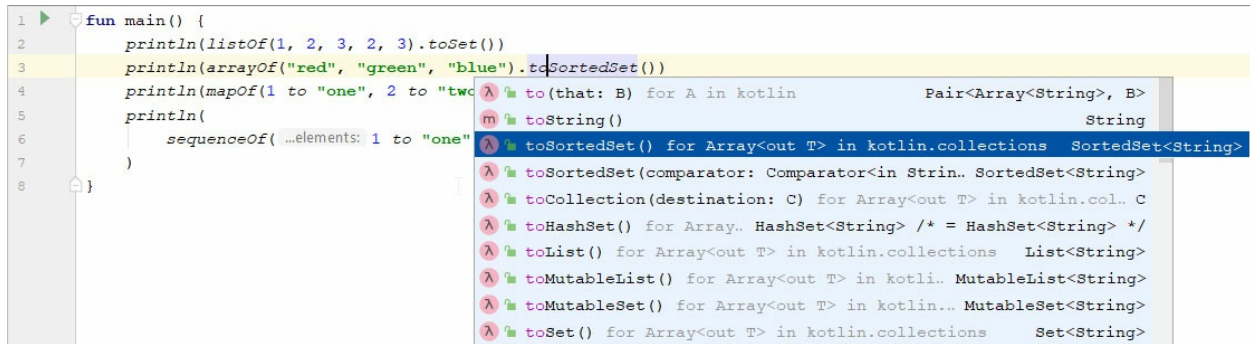 1 fun main() {
2 println(listOf(1, 2, 3, 2, 3).toSet())
3 println(arrayOf("red", "green", "blue").toSortedSet())
4 println(mapOf(1 to "one", 2 to "two
5 println(
6 sequenceOf( …elements: 1 to "one"
7 )
8 }
λ to(that: B) for A in kotlin Pair<Array<String>, B>
m toString() String
λ toSortedSet() for Array<out T> in kotlin.collections SortedSet<String>
λ toSortedSet(comparator: Comparator<in Strin… SortedSet<String>
λ toCollection(destination: C) for Array<out T> in kotlin.col… C
λ toHashSet() for Array… HashSet<String> /* = HashSet<String> */
λ toList() for Array<out T> in kotlin.collections List<String>
λ toMutableList() for Array<out T> in kotli… MutableList<String>
λ toMutableSet() for Array<out T> in kotlin... MutableSet<String>
λ toSet() for Array<out T> in kotlin.collections Set<String>